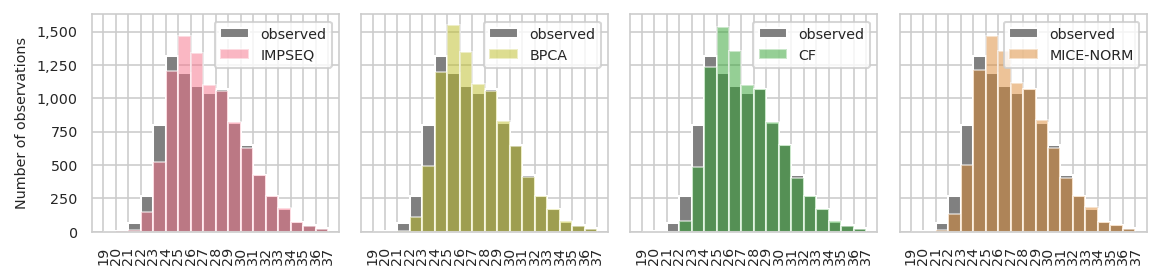 Number of observations
1,500
1,250
1,000
750
500
250
0
observed
IMPSEQ
observed
BPCA
observed
CF
observed
MICE-NORM
19 20 21 22 23 24 25 26 27 28 29 30 31 32 33 34 35 36 37
19 20 21 22 23 24 25 26 27 28 29 30 31 32 33 34 35 36 37
19 20 21 22 23 24 25 26 27 28 29 30 31 32 33 34 35 36 37
19 20 21 22 23 24 25 26 27 28 29 30 31 32 33 34 35 36 37